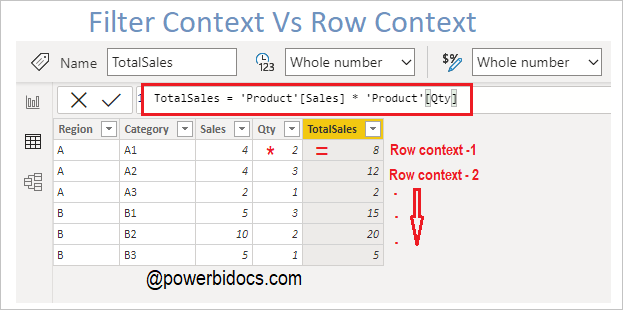 Filter Context Vs Row Context
Name TotalSales 123 Whole number $% Whole number
1 TotalSales = 'Product'[Sales] * 'Product'[Qty]
Region Category Sales Qty TotalSales
A A1 4 * 2 = 8 Row context -1
A A2 4 3 12 Row context - 2
A A3 2 1 2 -
B B1 5 3 15 -
B B2 10 2 20 -
B B3 5 1 5
@powerbidocs.com